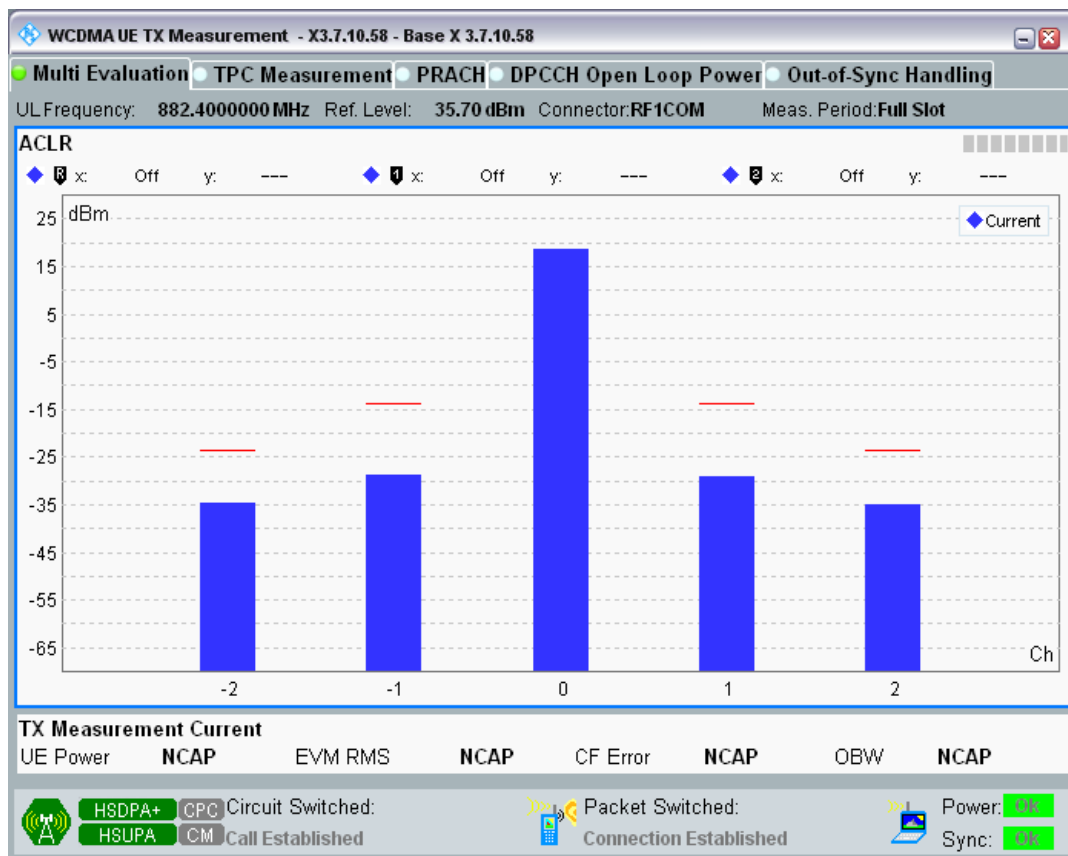 WCDMA UE TX Measurement - X3.7.10.58 - Base X 3.7.10.58
Multi Evaluation TPC Measurement PRACH DPCCH Open Loop Power Out-of-Sync Handling
UL Frequency: 882.4000000 MHz Ref. Level: 35.70 dBm Connector: RF1COM Meas. Period: Full Slot
ACLR
R x: Off y: --- 1 x: Off y: --- 2 x: Off y: ---
dBm
Current
25
15
5
-5
-15
-25
-35
-45
-55
-65
Ch
-2 -1 0 1 2
TX Measurement Current
UE Power NCAP EVM RMS NCAP CF Error NCAP OBW NCAP
HSDPA+ CPC Circuit Switched: Packet Switched: Power: OK
HSUPA CM Call Established Connection Established Sync: OK